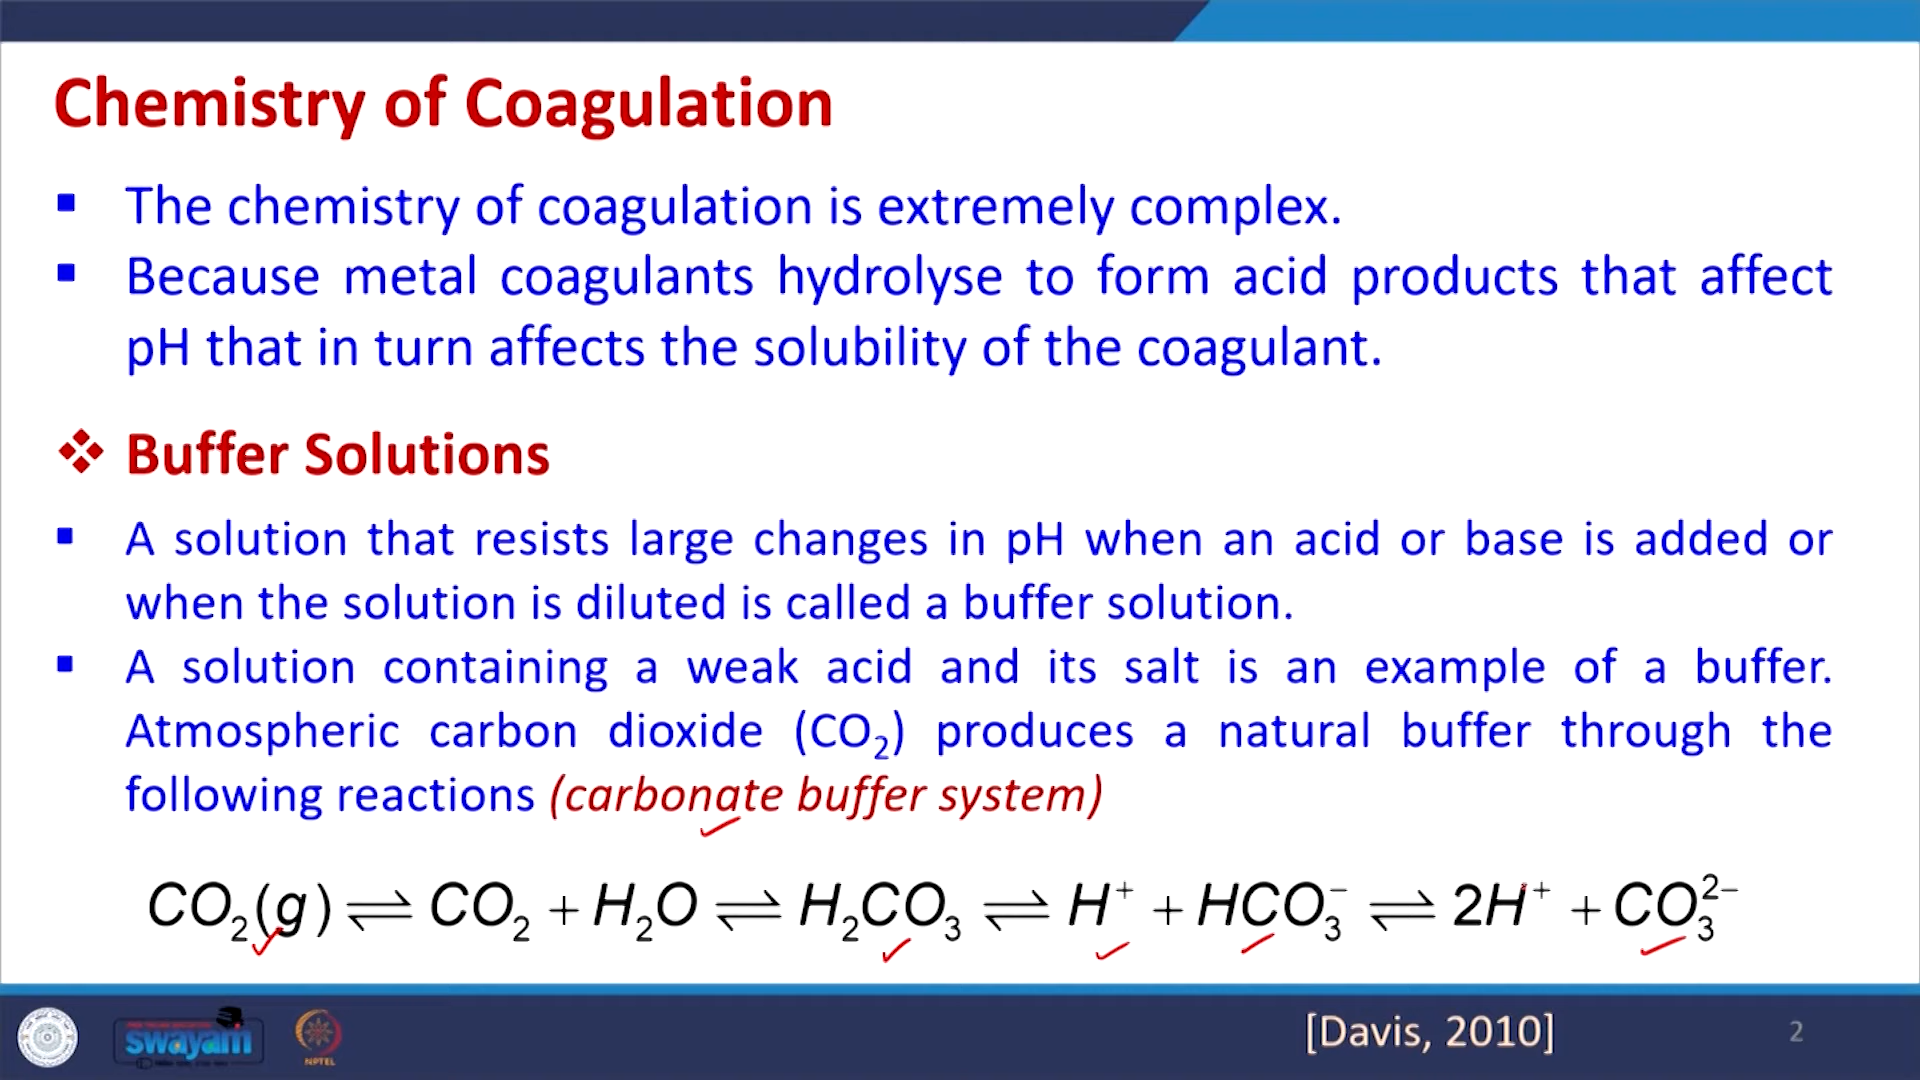 Chemistry of Coagulation
▪ The chemistry of coagulation is extremely complex.
▪ Because metal coagulants hydrolyse to form acid products that affect
pH that in turn affects the solubility of the coagulant.
❖ Buffer Solutions
▪ A solution that resists large changes in pH when an acid or base is added or
when the solution is diluted is called a buffer solution.
▪ A solution containing a weak acid and its salt is an example of a buffer.
Atmospheric carbon dioxide (CO₂) produces a natural buffer through the
following reactions (carbonate buffer system)
CO₂(g) ⇌ CO₂ + H₂O ⇌ H₂CO₃ ⇌ H⁺ + HCO₃⁻ ⇌ 2H⁺ + CO₃²⁻
swayam
NPTEL
[Davis, 2010]
2